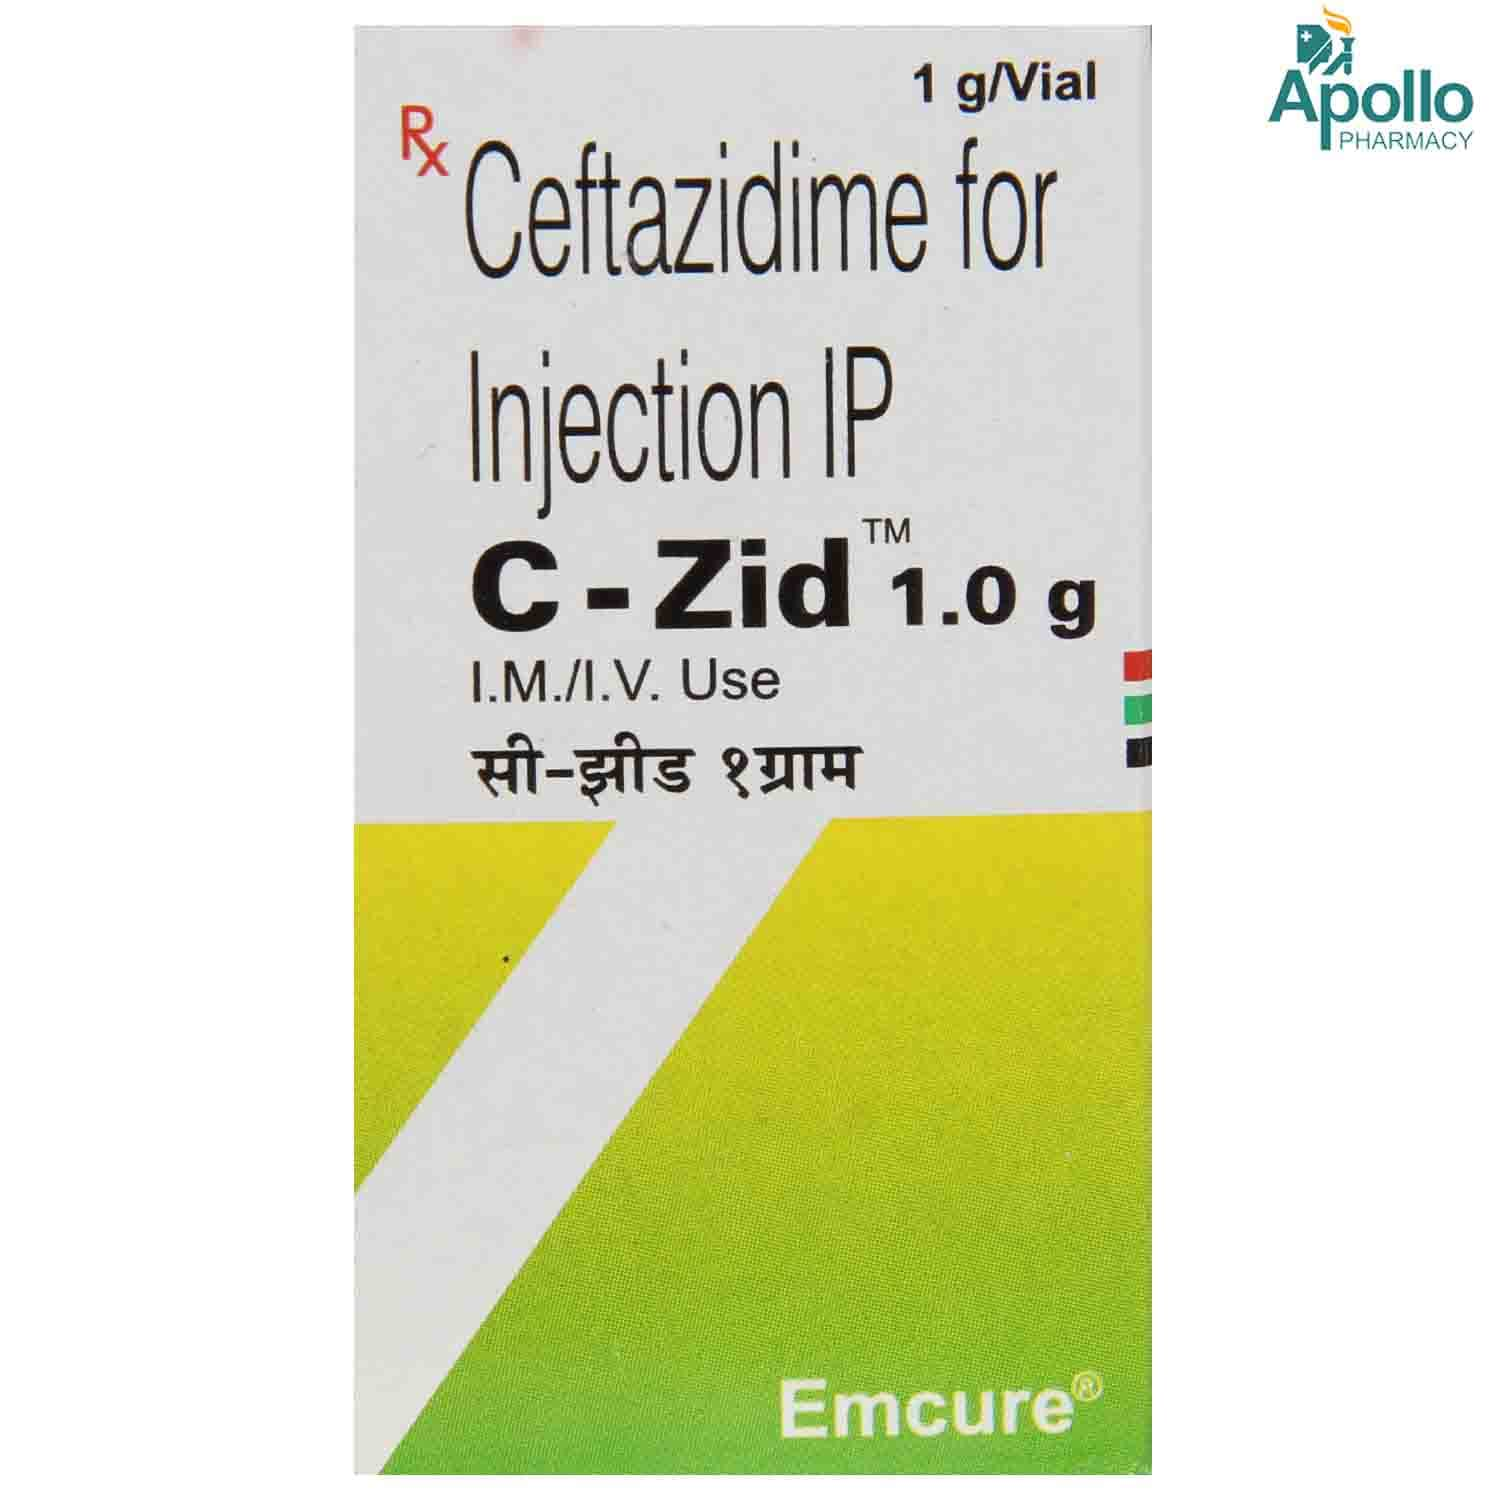 Apollo
PHARMACY
1 g/Vial
Rx Ceftazidime for
Injection IP
C - Zid™ 1.0 g
I.M./I.V. Use
सी-झीड १ग्राम
Emcure®